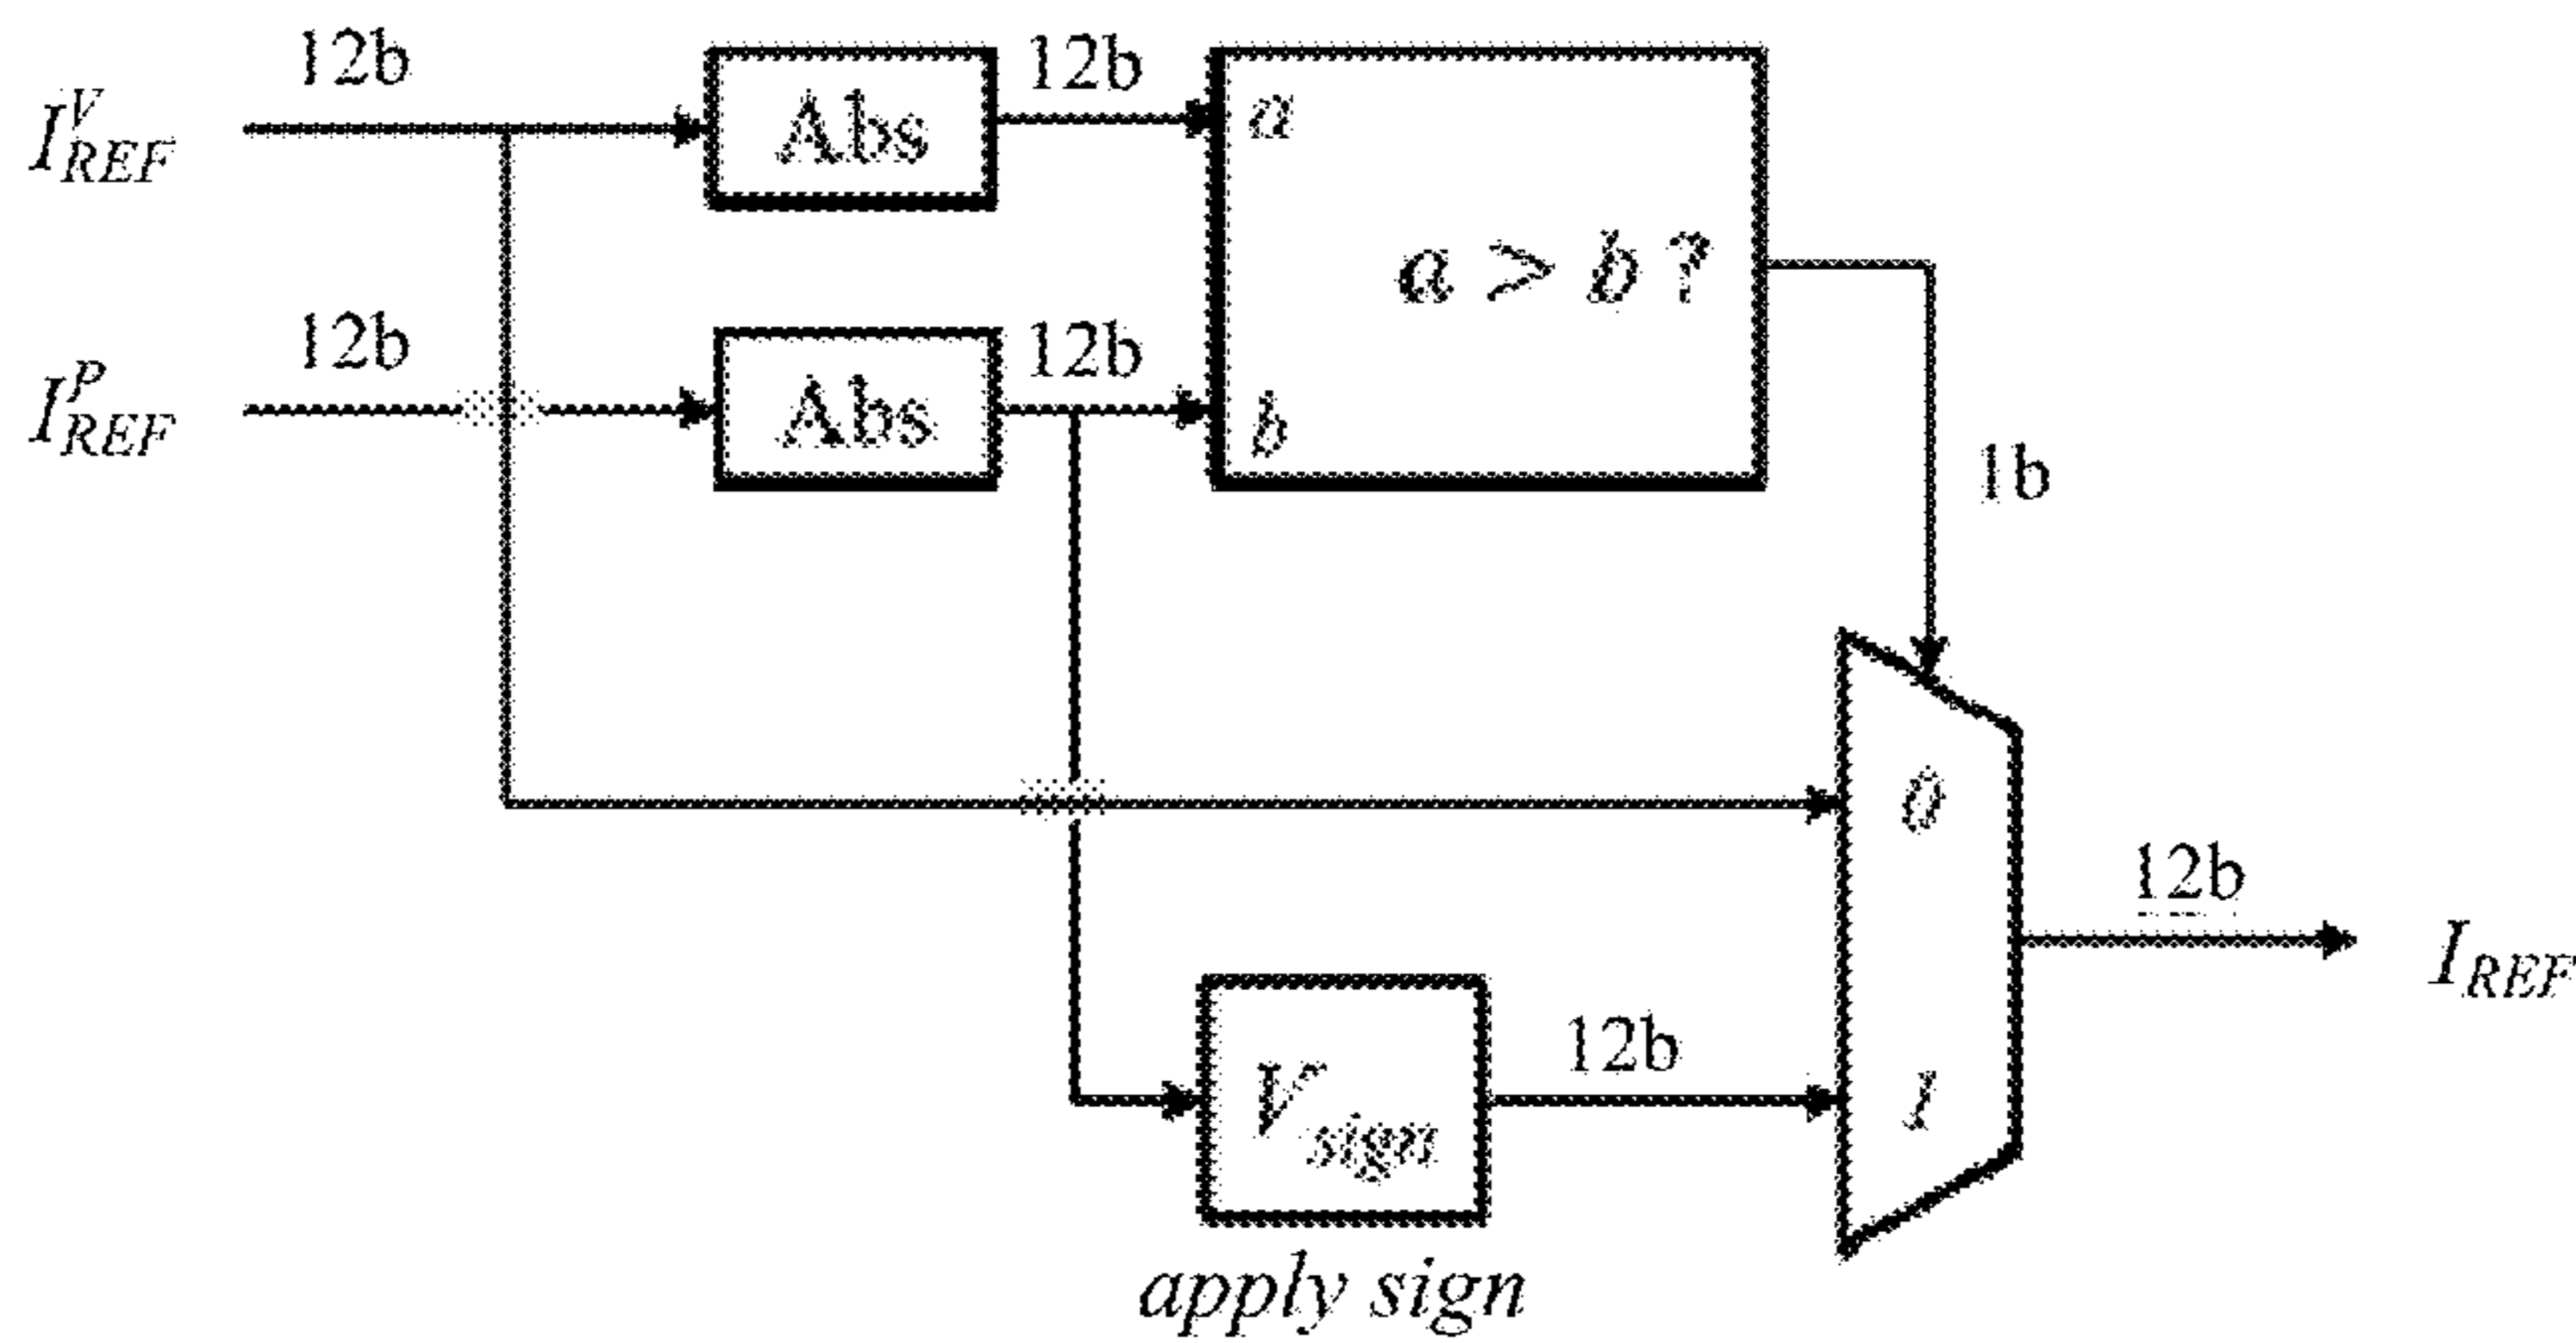 12b
12b
I^V_REF
Abs
a
a > b ?
12b
12b
I^P_REF
Abs
b
1b
0
12b
I_REF
12b
V_sign
1
apply sign